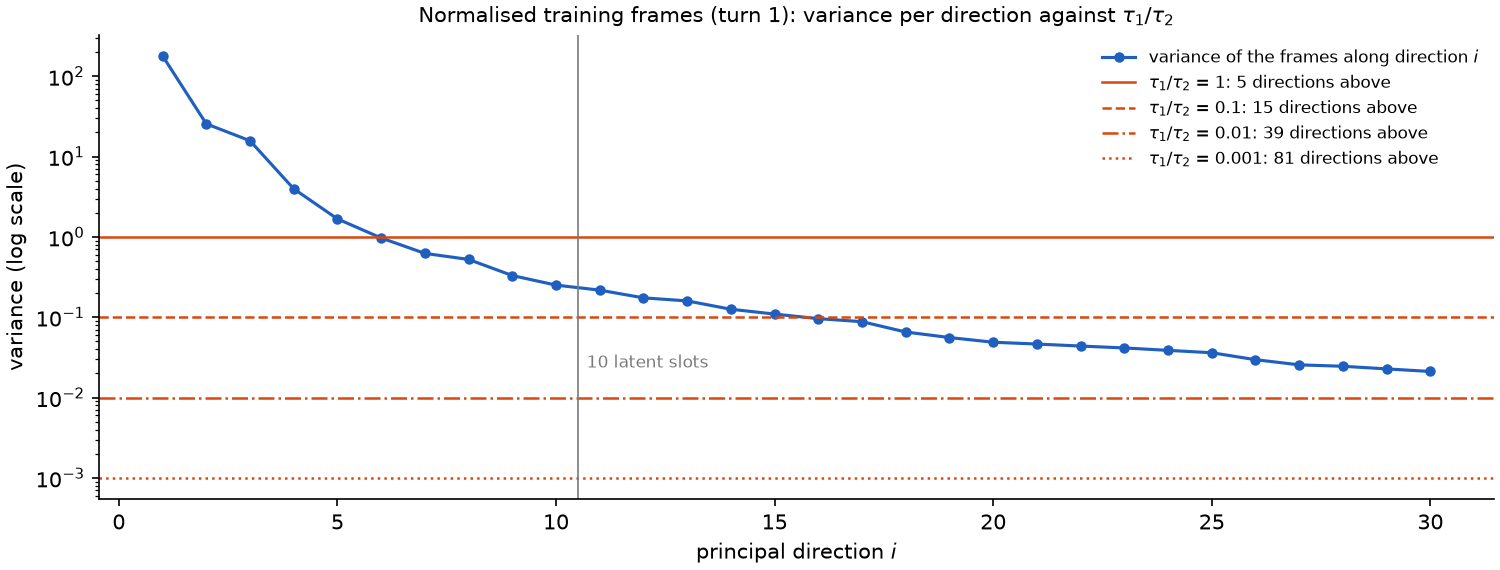 Normalised training frames (turn 1): variance per direction against τ₁/τ₂
variance of the frames along direction i
τ₁/τ₂ = 1: 5 directions above
τ₁/τ₂ = 0.1: 15 directions above
τ₁/τ₂ = 0.01: 39 directions above
τ₁/τ₂ = 0.001: 81 directions above
variance (log scale)
10²
10¹
10⁰
10⁻¹
10⁻²
10⁻³
10 latent slots
0 5 10 15 20 25 30
principal direction i